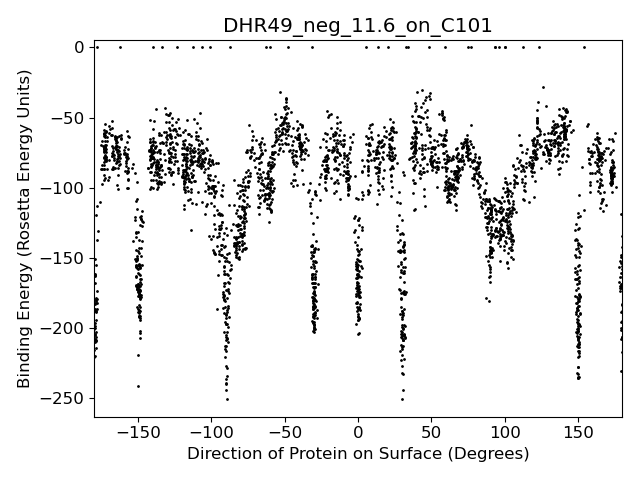 DHR49_neg_11.6_on_C101
0
−50
−100
−150
−200
−250
Binding Energy (Rosetta Energy Units)
−150 −100 −50 0 50 100 150
Direction of Protein on Surface (Degrees)